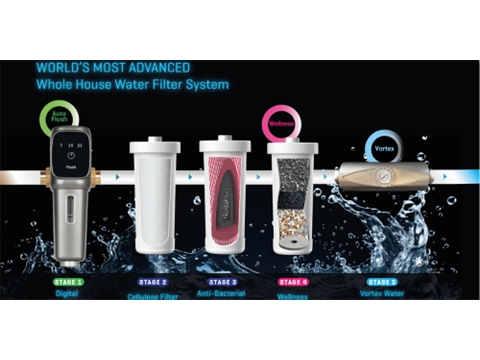 WORLD'S MOST ADVANCED
Whole House Water Filter System
Auto
Flush
Wellness
Vortex
STAGE 1
STAGE 2
STAGE 3
STAGE 4
STAGE 5
Digital
Cellulose Filter
Anti-Bacterial
Wellness
Vortex Water